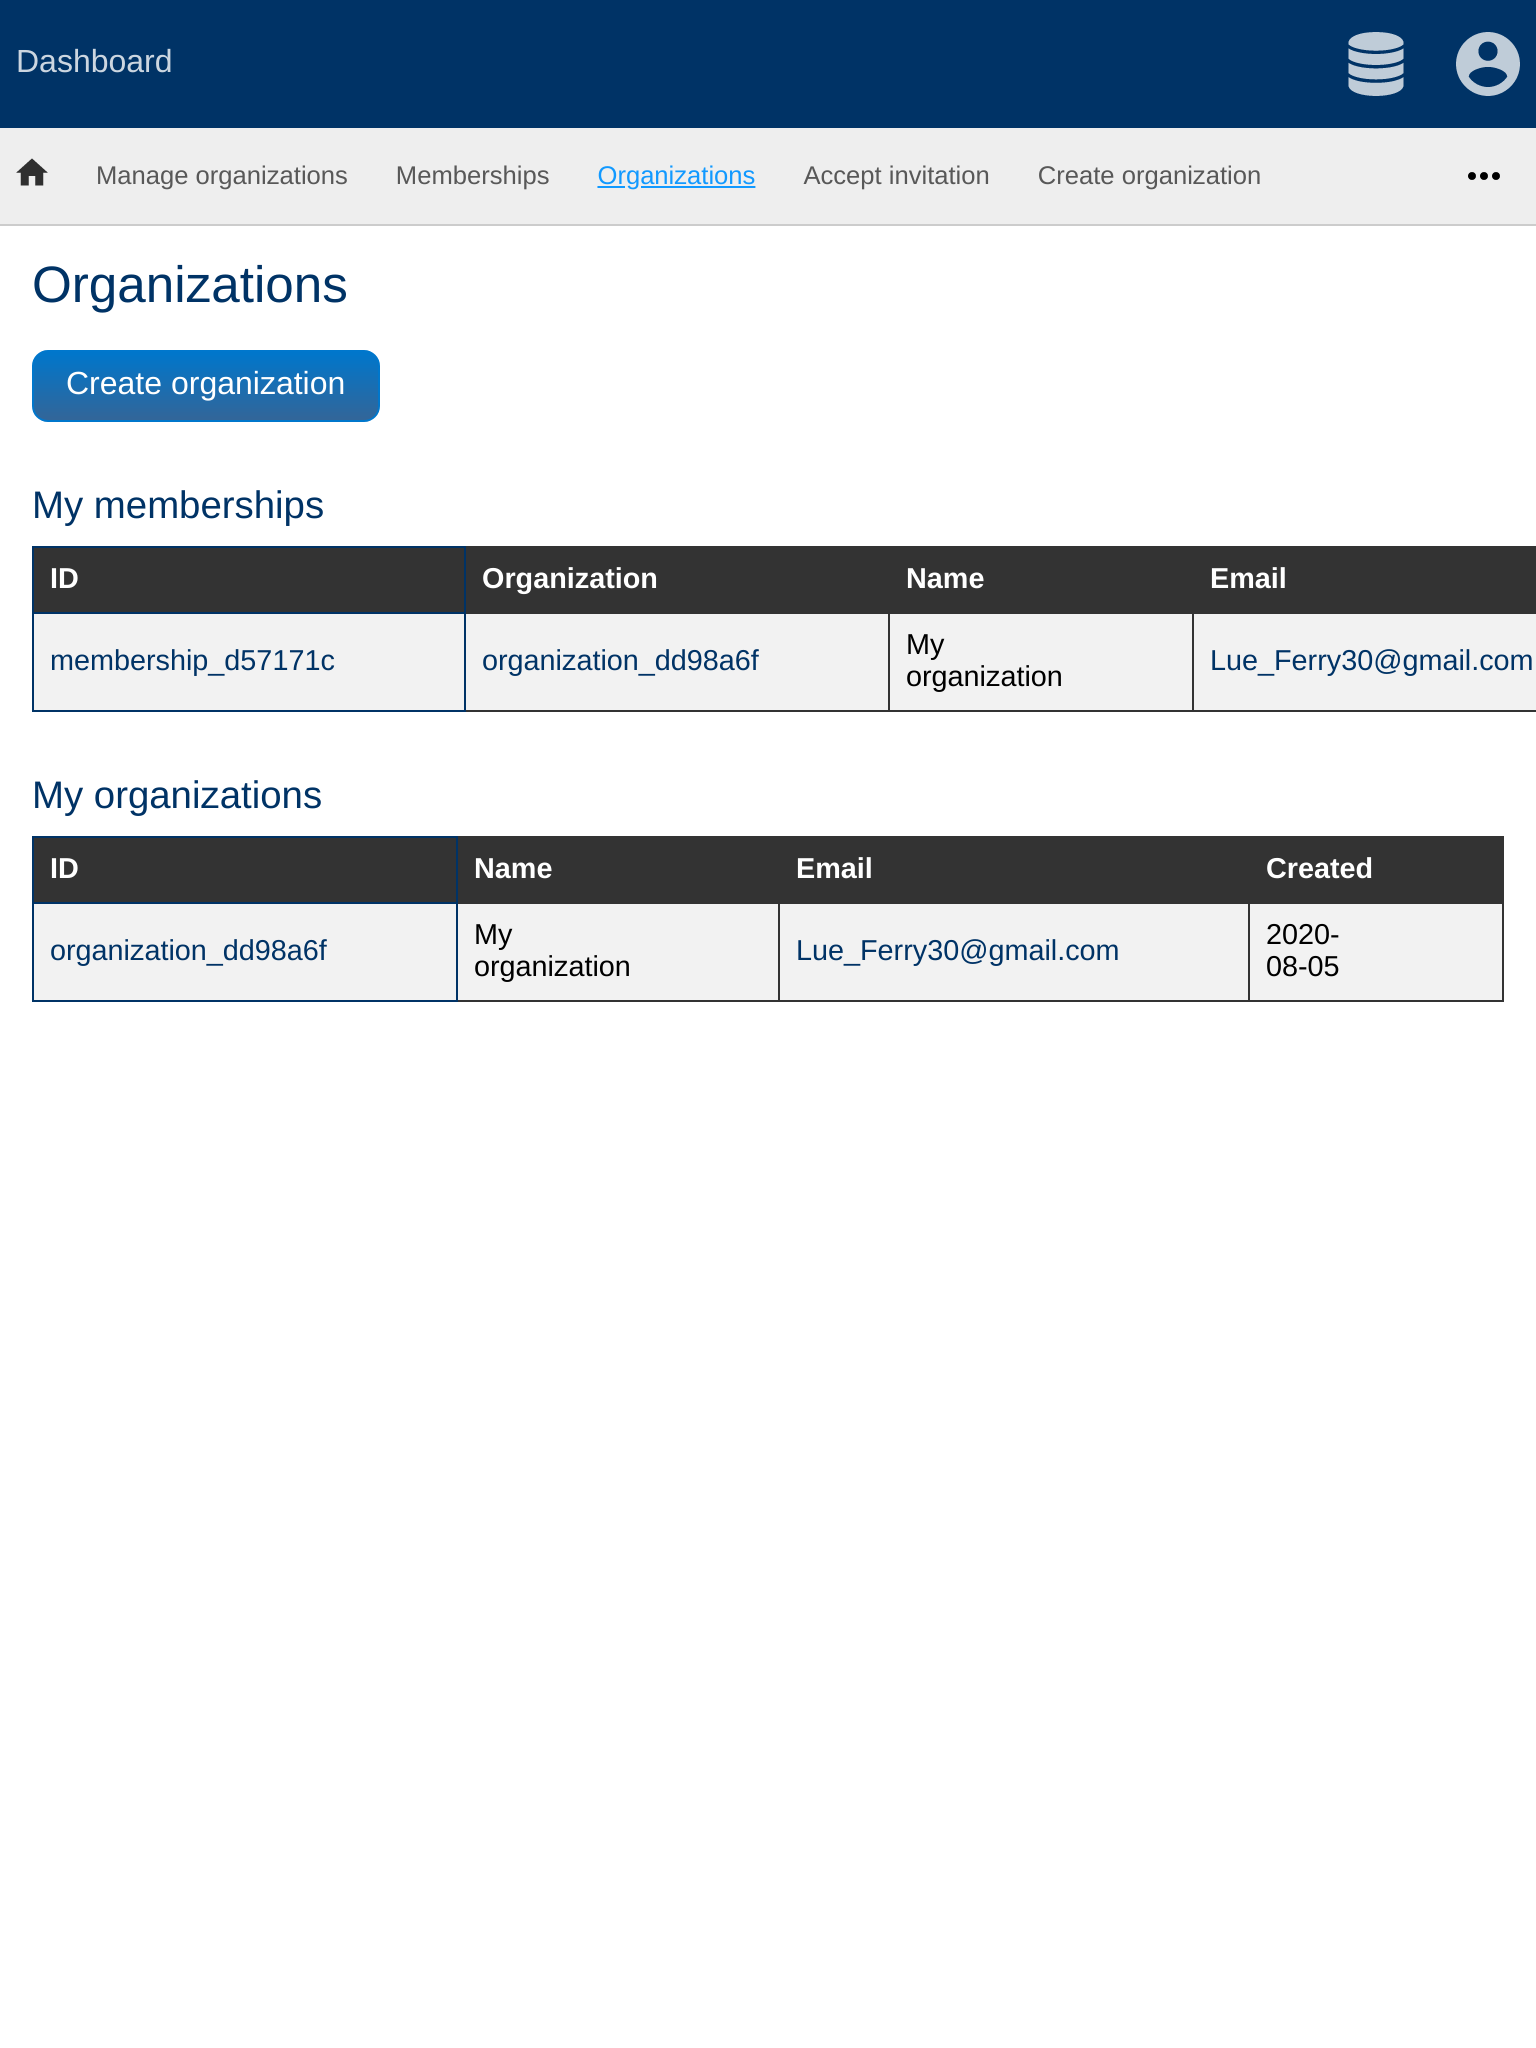 Dashboard
Manage organizations Memberships Organizations Accept invitation Create organization
Organizations
Create organization
My memberships
ID Organization Name Email
membership_d57171c organization_dd98a6f My organization Lue_Ferry30@gmail.com
My organizations
ID Name Email Created
organization_dd98a6f My organization Lue_Ferry30@gmail.com 2020-08-05